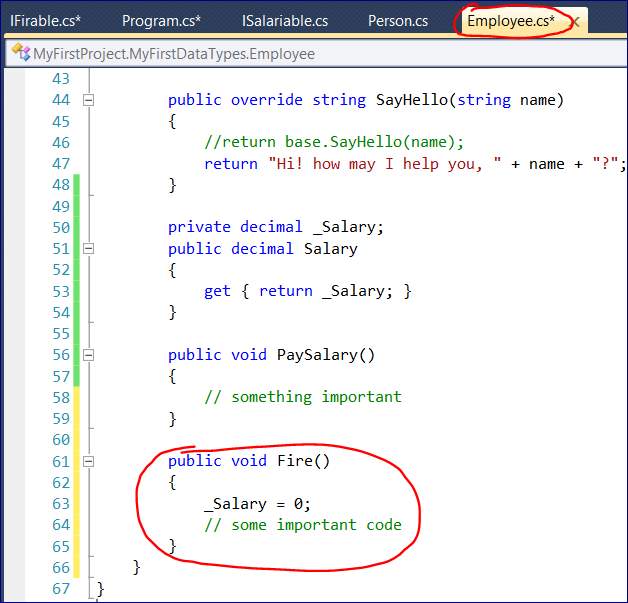 IFirable.cs* Program.cs* ISalariable.cs Person.cs Employee.cs* ×
MyFirstProject.MyFirstDataTypes.Employee
43
44 public override string SayHello(string name)
45 {
46 //return base.SayHello(name);
47 return "Hi! how may I help you, " + name + "?";
48 }
49
50 private decimal _Salary;
51 public decimal Salary
52 {
53 get { return _Salary; }
54 }
55
56 public void PaySalary()
57 {
58 // something important
59 }
60
61 public void Fire()
62 {
63 _Salary = 0;
64 // some important code
65 }
66 }
67 }